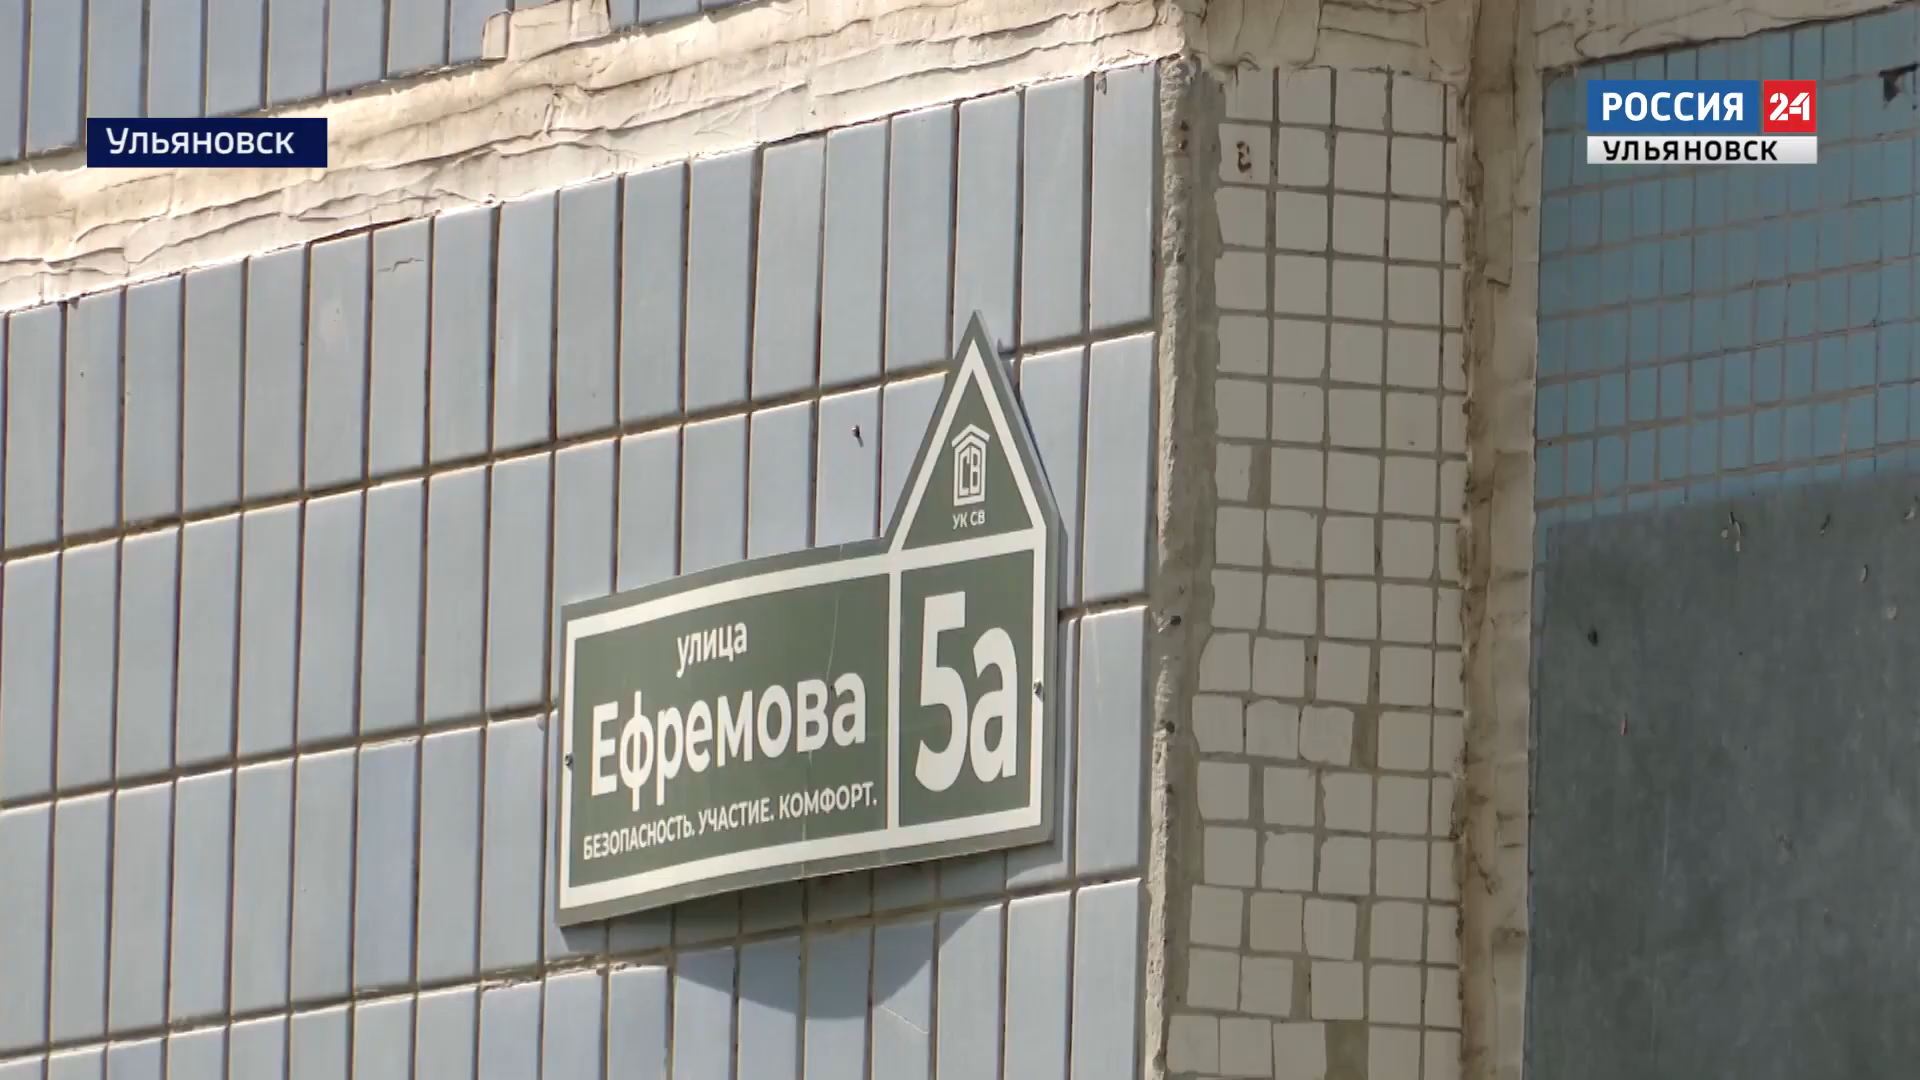 Ульяновск
РОССИЯ 24
УЛЬЯНОВСК
СВ
УК СВ
улица
Ефремова
5а
БЕЗОПАСНОСТЬ. УЧАСТИЕ. КОМФОРТ.